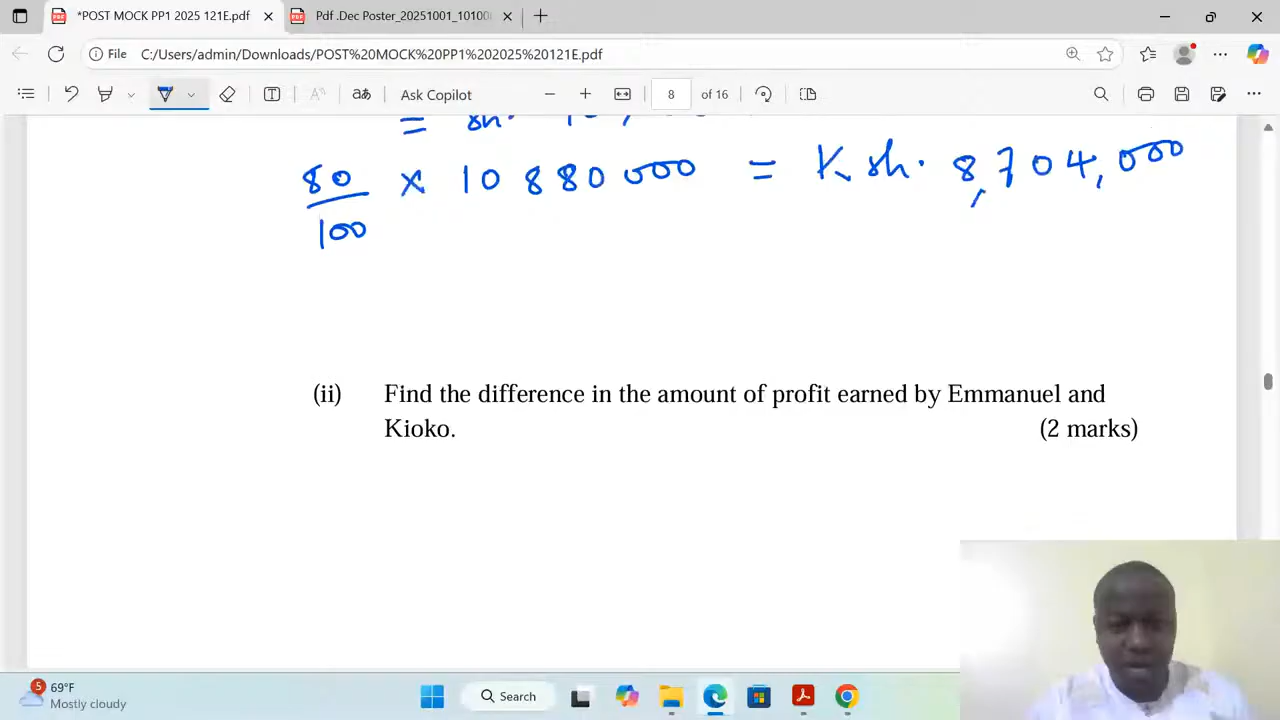 *POST MOCK PP1 2025 121E.pdf
Pdf .Dec Poster_20251001_10100
File C:/Users/admin/Downloads/POST%20MOCK%20PP1%202025%20121E.pdf
Ask Copilot 8 of 16
= sh.
80/100 × 10 880 000 = Ksh. 8,704,000
(ii) Find the difference in the amount of profit earned by Emmanuel and
Kioko. (2 marks)
5 69°F
Mostly cloudy
Search